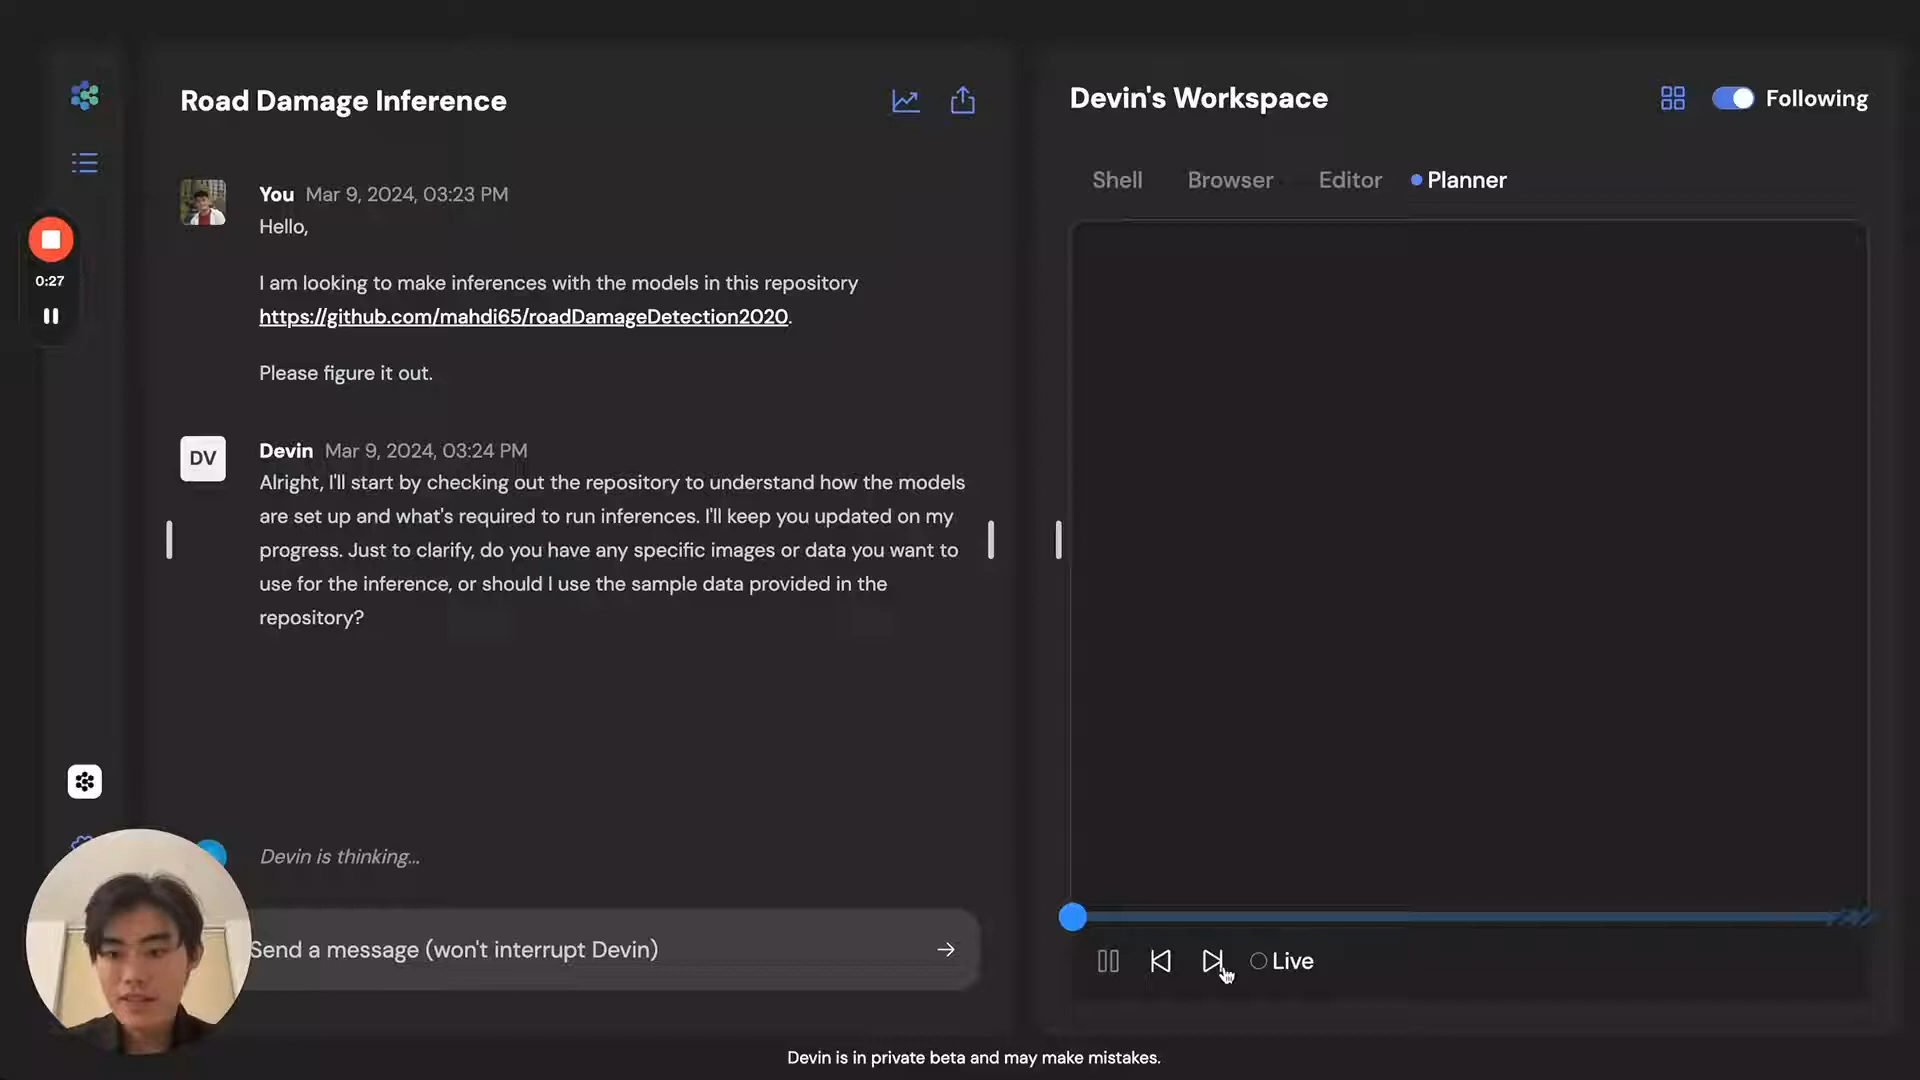 Road Damage Inference
You Mar 9, 2024, 03:23 PM
Hello,
I am looking to make inferences with the models in this repository
https://github.com/mahdi65/roadDamageDetection2020.
Please figure it out.
DV
Devin Mar 9, 2024, 03:24 PM
Alright, I'll start by checking out the repository to understand how the models
are set up and what's required to run inferences. I'll keep you updated on my
progress. Just to clarify, do you have any specific images or data you want to
use for the inference, or should I use the sample data provided in the
repository?
0:27
Devin is thinking...
Send a message (won't interrupt Devin)
Devin's Workspace
Following
Shell Browser Editor Planner
Live
Devin is in private beta and may make mistakes.